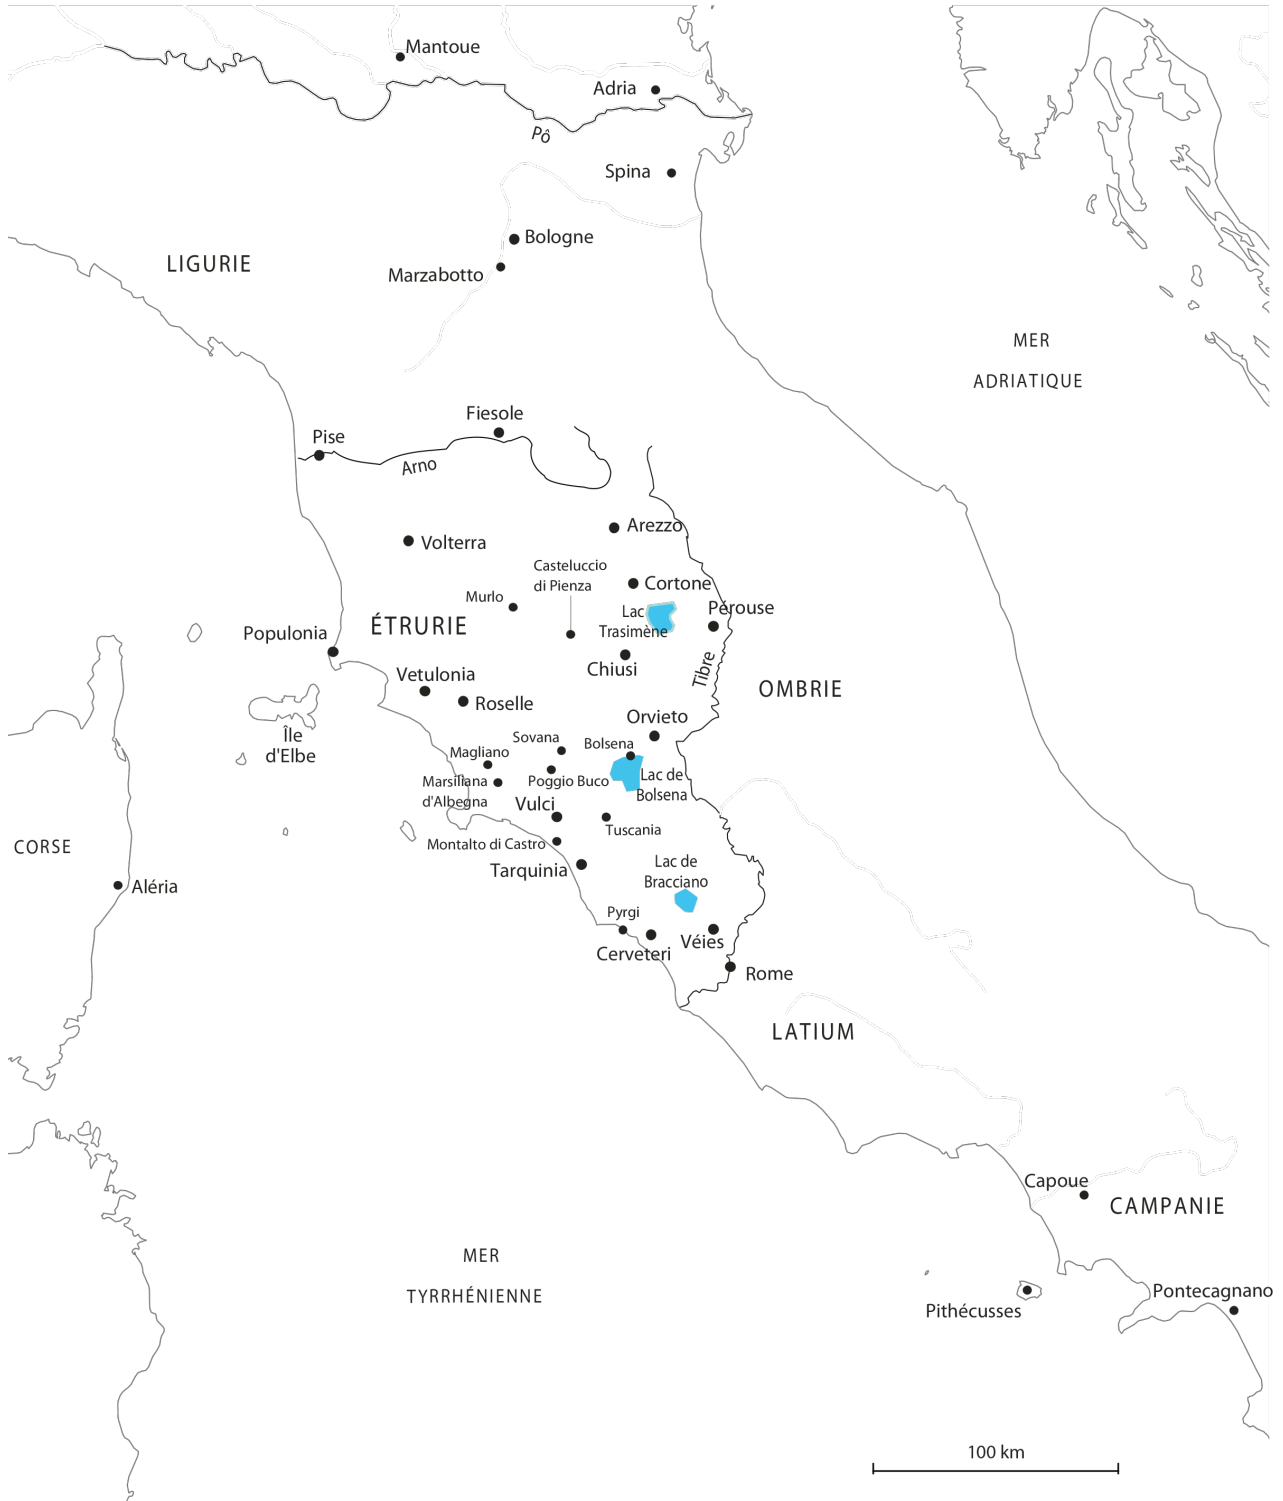 Mantoue
Adria
Pô
Spina
Bologne
LIGURIE
Marzabotto
MER
ADRIATIQUE
Fiesole
Pise
Arno
Arezzo
Volterra
Casteluccio
di Pienza
Cortone
Murlo
Lac
Trasimène
Pérouse
ÉTRURIE
Populonia
Chiusi
Tibre
Vetulonia
OMBRIE
Roselle
Orvieto
Île
d'Elbe
Sovana
Bolsena
Magliano
Marsiliana
d'Albegna
Poggio Buco
Lac de
Bolsena
Vulci
Tuscania
CORSE
Montalto di Castro
Tarquinia
Lac de
Bracciano
Aléria
Pyrgi
Véies
Cerveteri
Rome
LATIUM
Capoue
CAMPANIE
MER
TYRRHÉNIENNE
Pontecagnano
Pithécusses
100 km